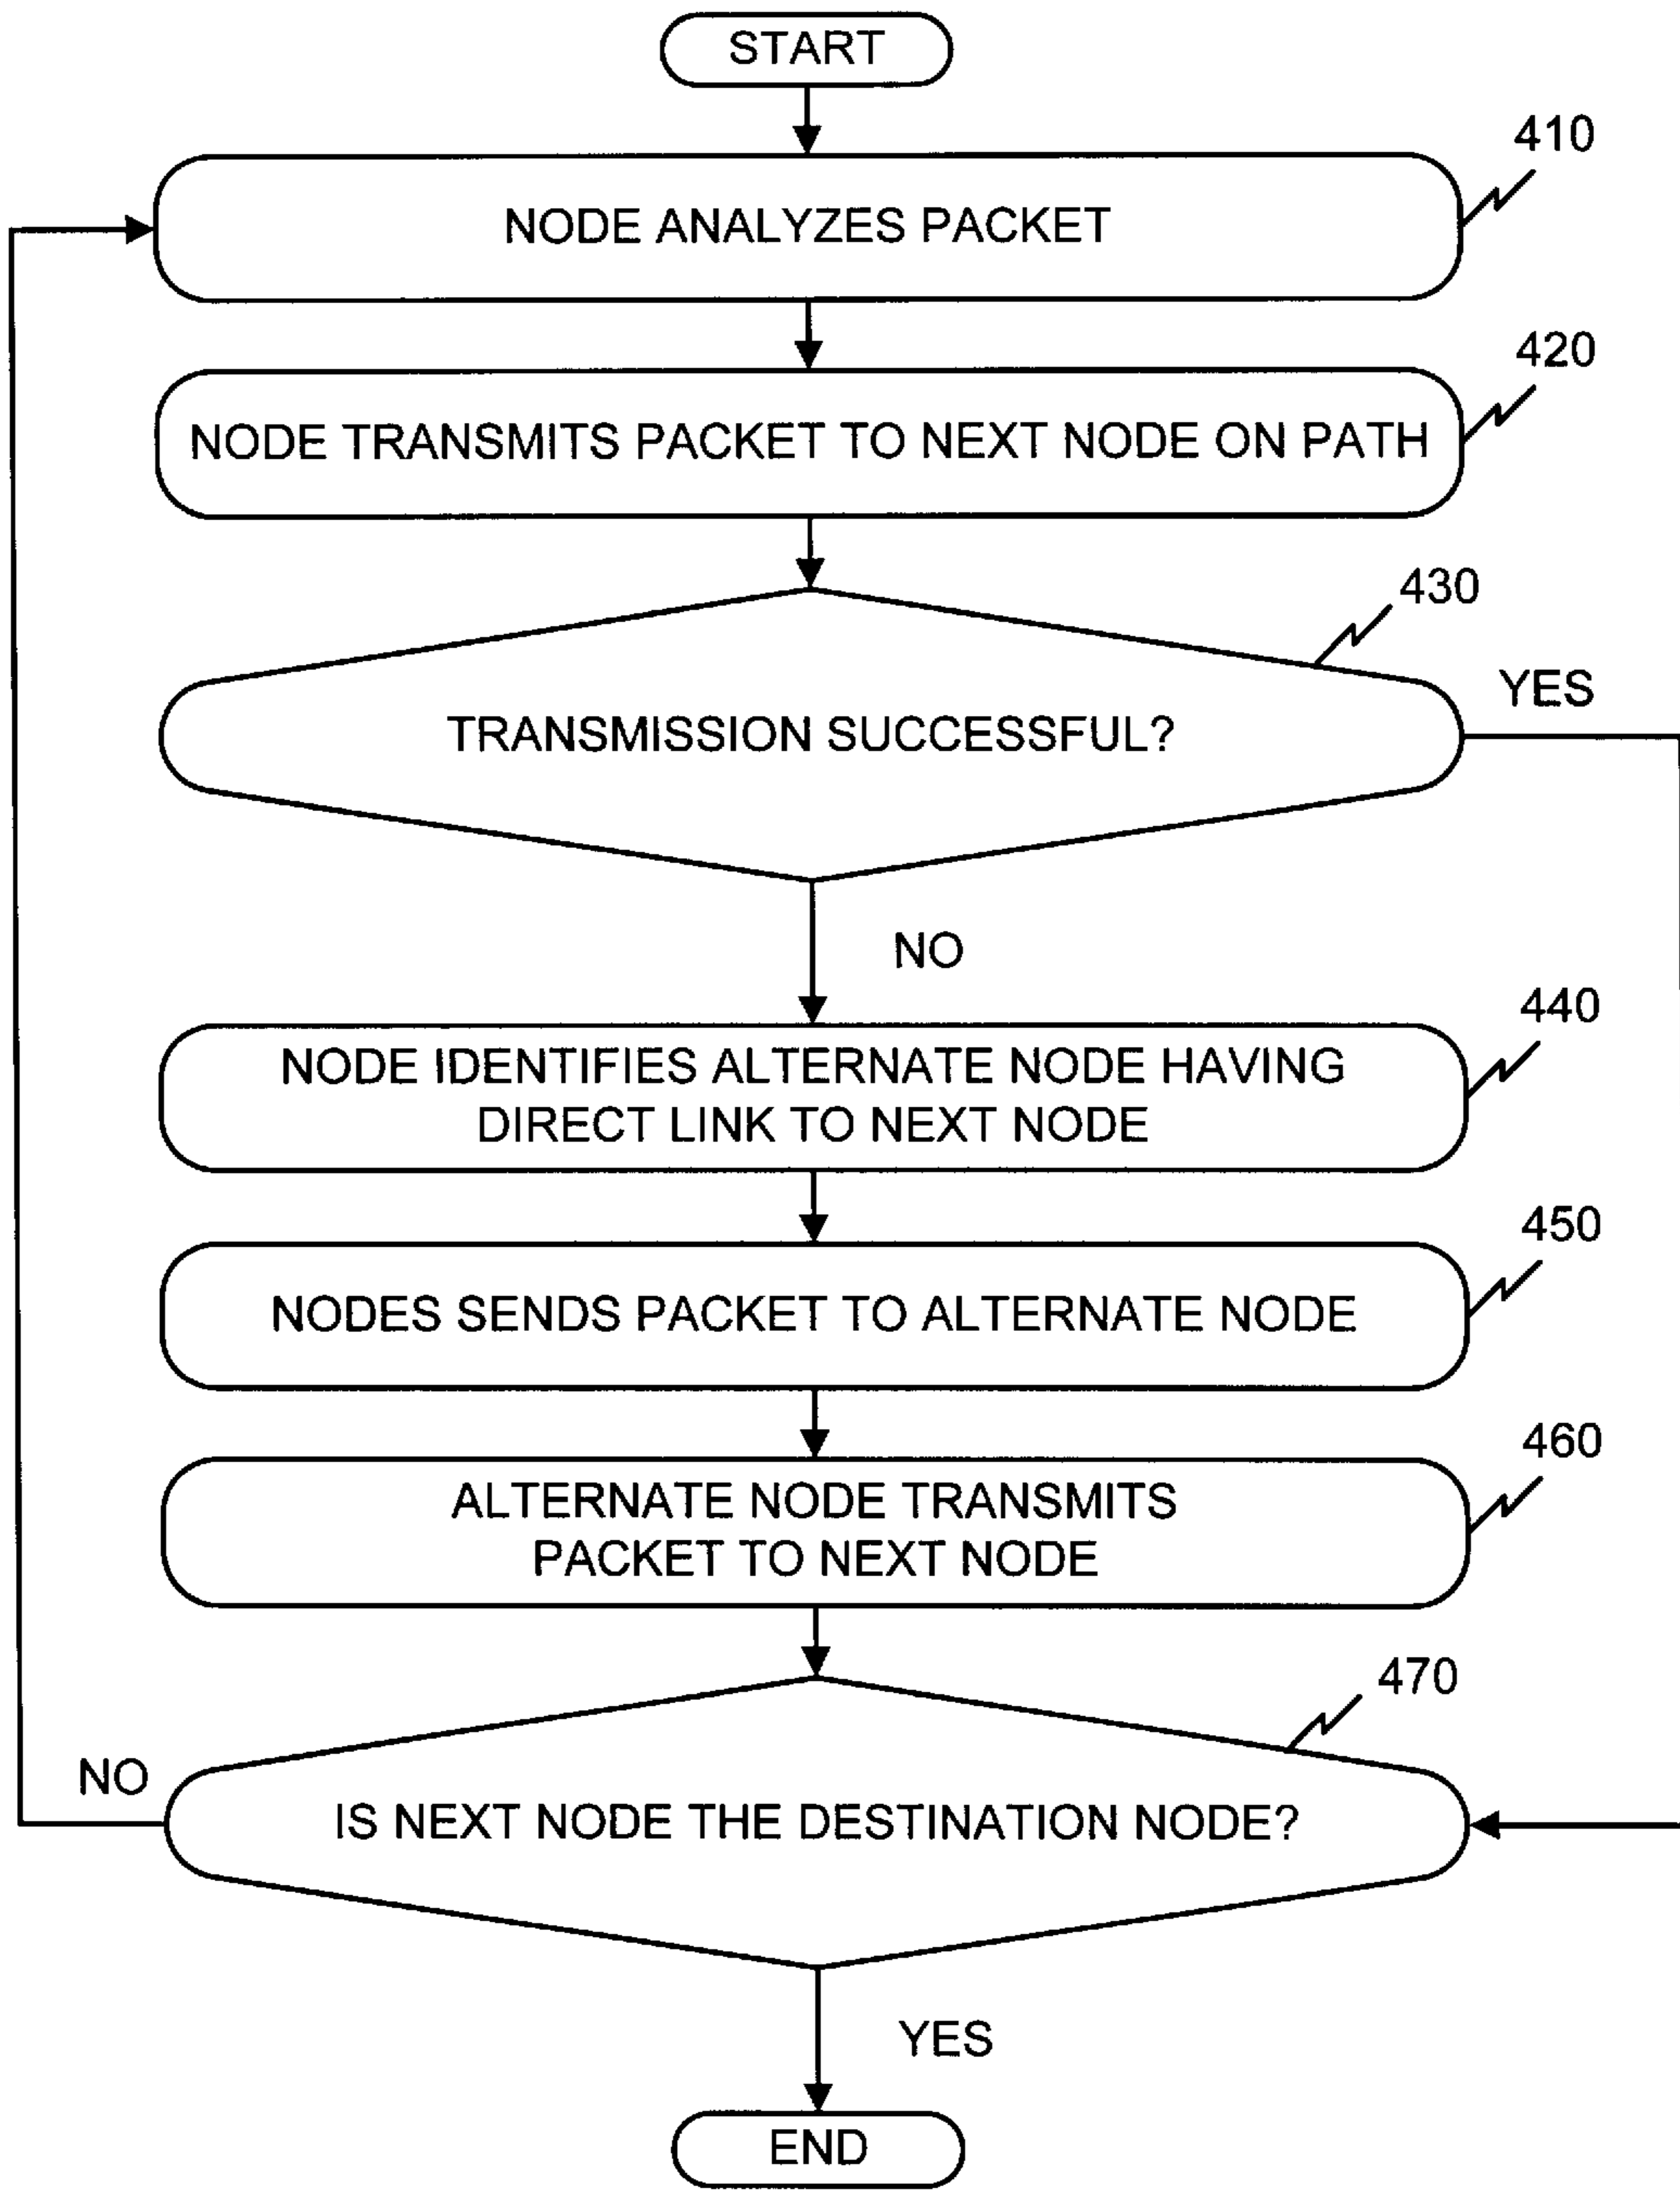 START
410
NODE ANALYZES PACKET
420
NODE TRANSMITS PACKET TO NEXT NODE ON PATH
430
YES
TRANSMISSION SUCCESSFUL?
NO
440
NODE IDENTIFIES ALTERNATE NODE HAVING
DIRECT LINK TO NEXT NODE
450
NODES SENDS PACKET TO ALTERNATE NODE
460
ALTERNATE NODE TRANSMITS
PACKET TO NEXT NODE
470
NO
IS NEXT NODE THE DESTINATION NODE?
YES
END